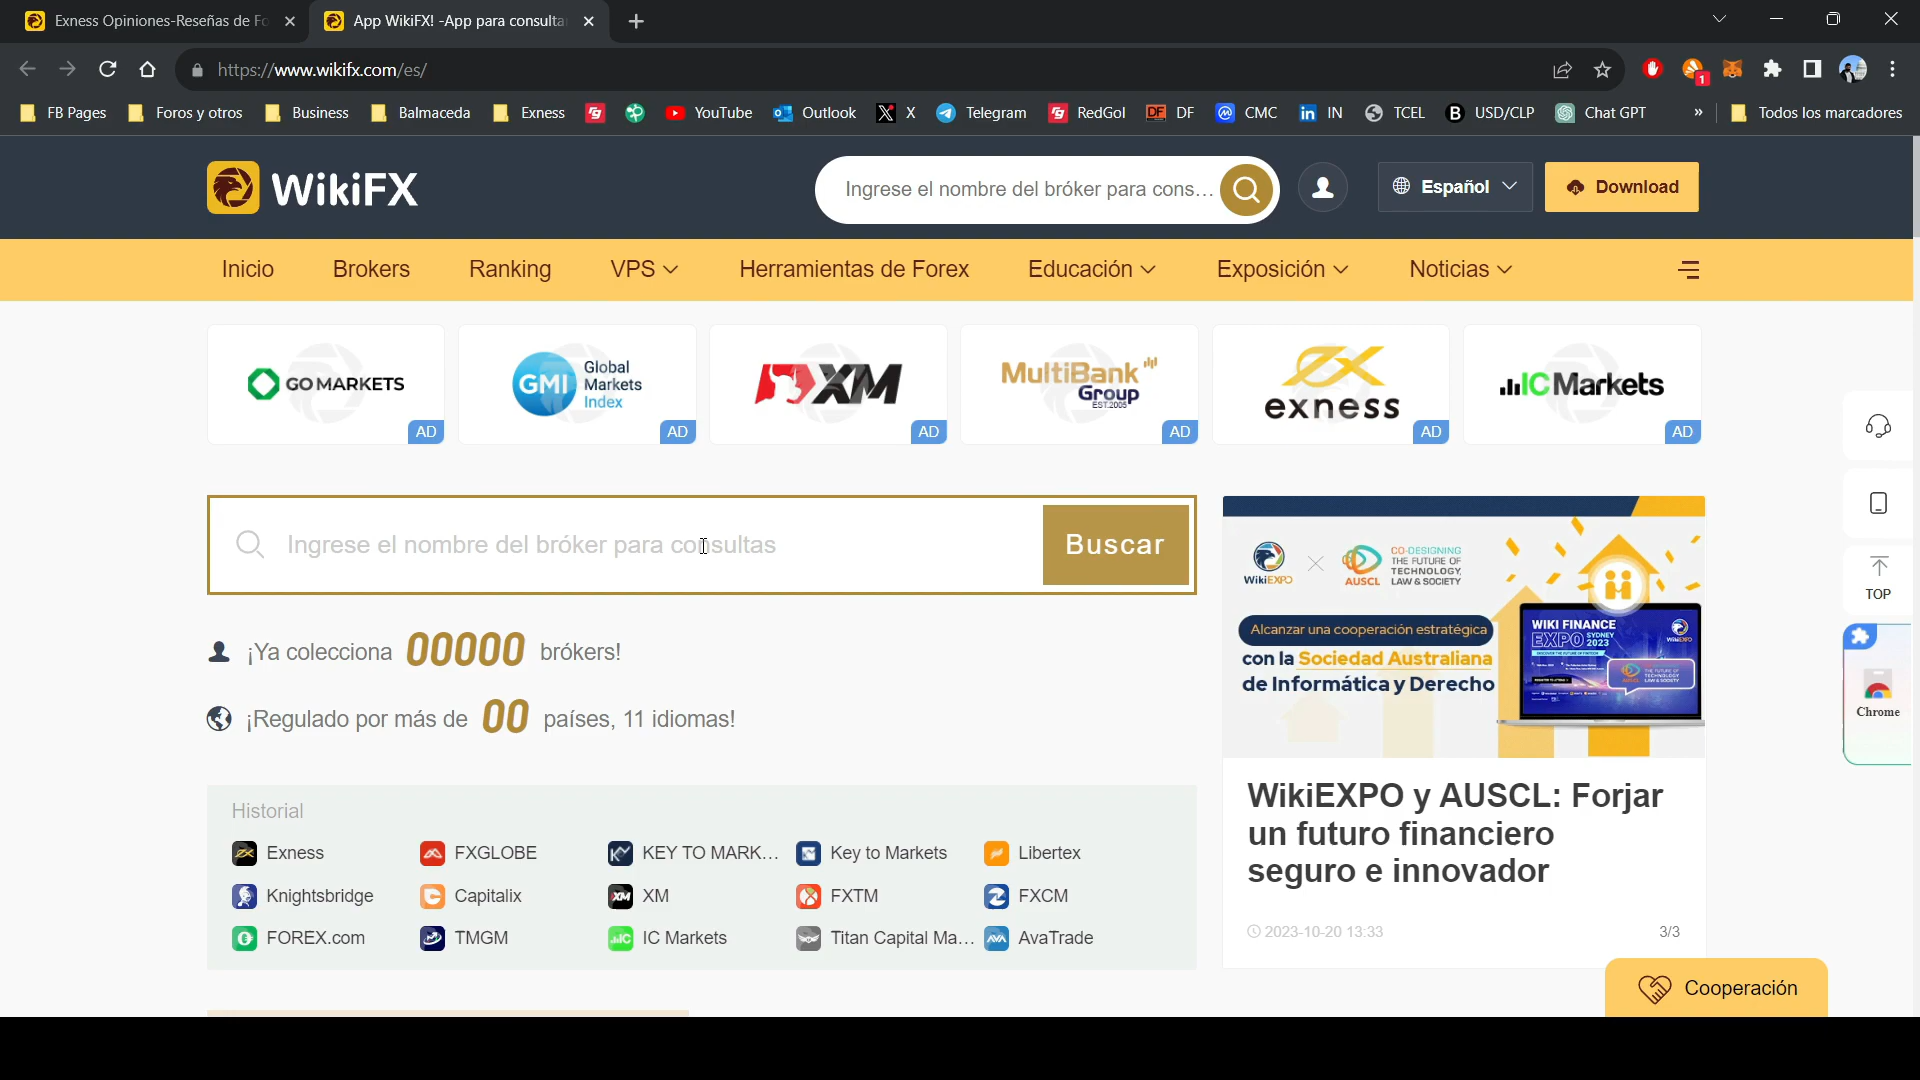 Exness Opiniones-Reseñas de Fo
App WikiFX! -App para consulta
https://www.wikifx.com/es/
1
FB Pages
Foros y otros
Business
Balmaceda
Exness
YouTube
Outlook
X
Telegram
RedGol
DF
CMC
IN
TCEL
USD/CLP
Chat GPT
»
Todos los marcadores
WikiFX
Ingrese el nombre del bróker para cons...
Español
Download
Inicio
Brokers
Ranking
VPS
Herramientas de Forex
Educación
Exposición
Noticias
GO MARKETS
AD
GMI
Global
Markets
Index
AD
XM
AD
MultiBank
Group
EST.2005
AD
exness
AD
IC Markets
AD
Ingrese el nombre del bróker para consultas
Buscar
¡Ya colecciona 00000 brókers!
¡Regulado por más de 00 países, 11 idiomas!
Historial
Exness
FXGLOBE
KEY TO MARK...
Key to Markets
Libertex
Knightsbridge
Capitalix
XM
FXTM
FXCM
FOREX.com
TMGM
IC Markets
Titan Capital Ma...
AvaTrade
WikiEXPO
AUSCL
CO-DESIGNING
THE FUTURE OF
TECHNOLOGY,
LAW & SOCIETY
Alcanzar una cooperación estratégica
con la Sociedad Australiana
de Informática y Derecho
WIKI FINANCE
EXPO SYDNEY
2023
WikiEXPO y AUSCL: Forjar
un futuro financiero
seguro e innovador
2023-10-20 13:33
3/3
TOP
Chrome
Cooperación